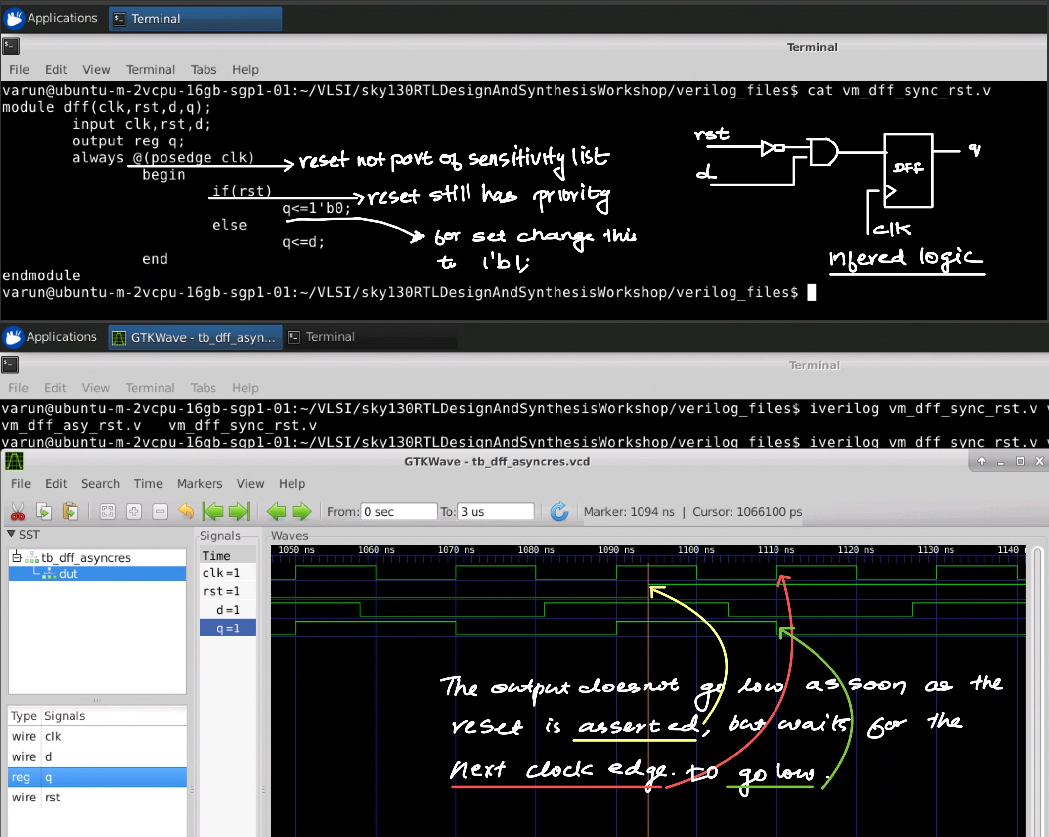 Applications Terminal
Terminal
File Edit View Terminal Tabs Help
varun@ubuntu-m-2vcpu-16gb-sgp1-01:~/VLSI/sky130RTLDesignAndSynthesisWorkshop/verilog_files$ cat vm_dff_sync_rst.v
module dff(clk,rst,d,q);
input clk,rst,d;
output reg q;
always @(posedge clk) reset not part of sensitivity list
begin
if(rst) reset still has priority
q<=1'b0;
else for set change this
q<=d; to 1'b1;
end
endmodule
varun@ubuntu-m-2vcpu-16gb-sgp1-01:~/VLSI/sky130RTLDesignAndSynthesisWorkshop/verilog_files$
rst
d
DFF
q
clk
infered logic
Applications GTKWave - tb_dff_asyn... Terminal
Terminal
File Edit View Terminal Tabs Help
varun@ubuntu-m-2vcpu-16gb-sgp1-01:~/VLSI/sky130RTLDesignAndSynthesisWorkshop/verilog_files$ iverilog vm_dff_sync_rst.v
vm_dff_asy_rst.v vm_dff_sync_rst.v
varun@ubuntu-m-2vcpu-16gb-sgp1-01:~/VLSI/sky130RTLDesignAndSynthesisWorkshop/verilog_files$ iverilog vm_dff_sync_rst.v
GTKWave - tb_dff_asyncres.vcd
File Edit Search Time Markers View Help
From: 0 sec To: 3 us Marker: 1094 ns | Cursor: 1066100 ps
SST
tb_dff_asyncres
dut
Type Signals
wire clk
wire d
reg q
wire rst
Signals
Time
clk=1
rst=1
d=1
q=1
Waves
1050 ns 1060 ns 1070 ns 1080 ns 1090 ns 1100 ns 1110 ns 1120 ns 1130 ns 1140
The output doesnot go low as soon as the
reset is asserted, but waits for the
next clock edge. to go low.